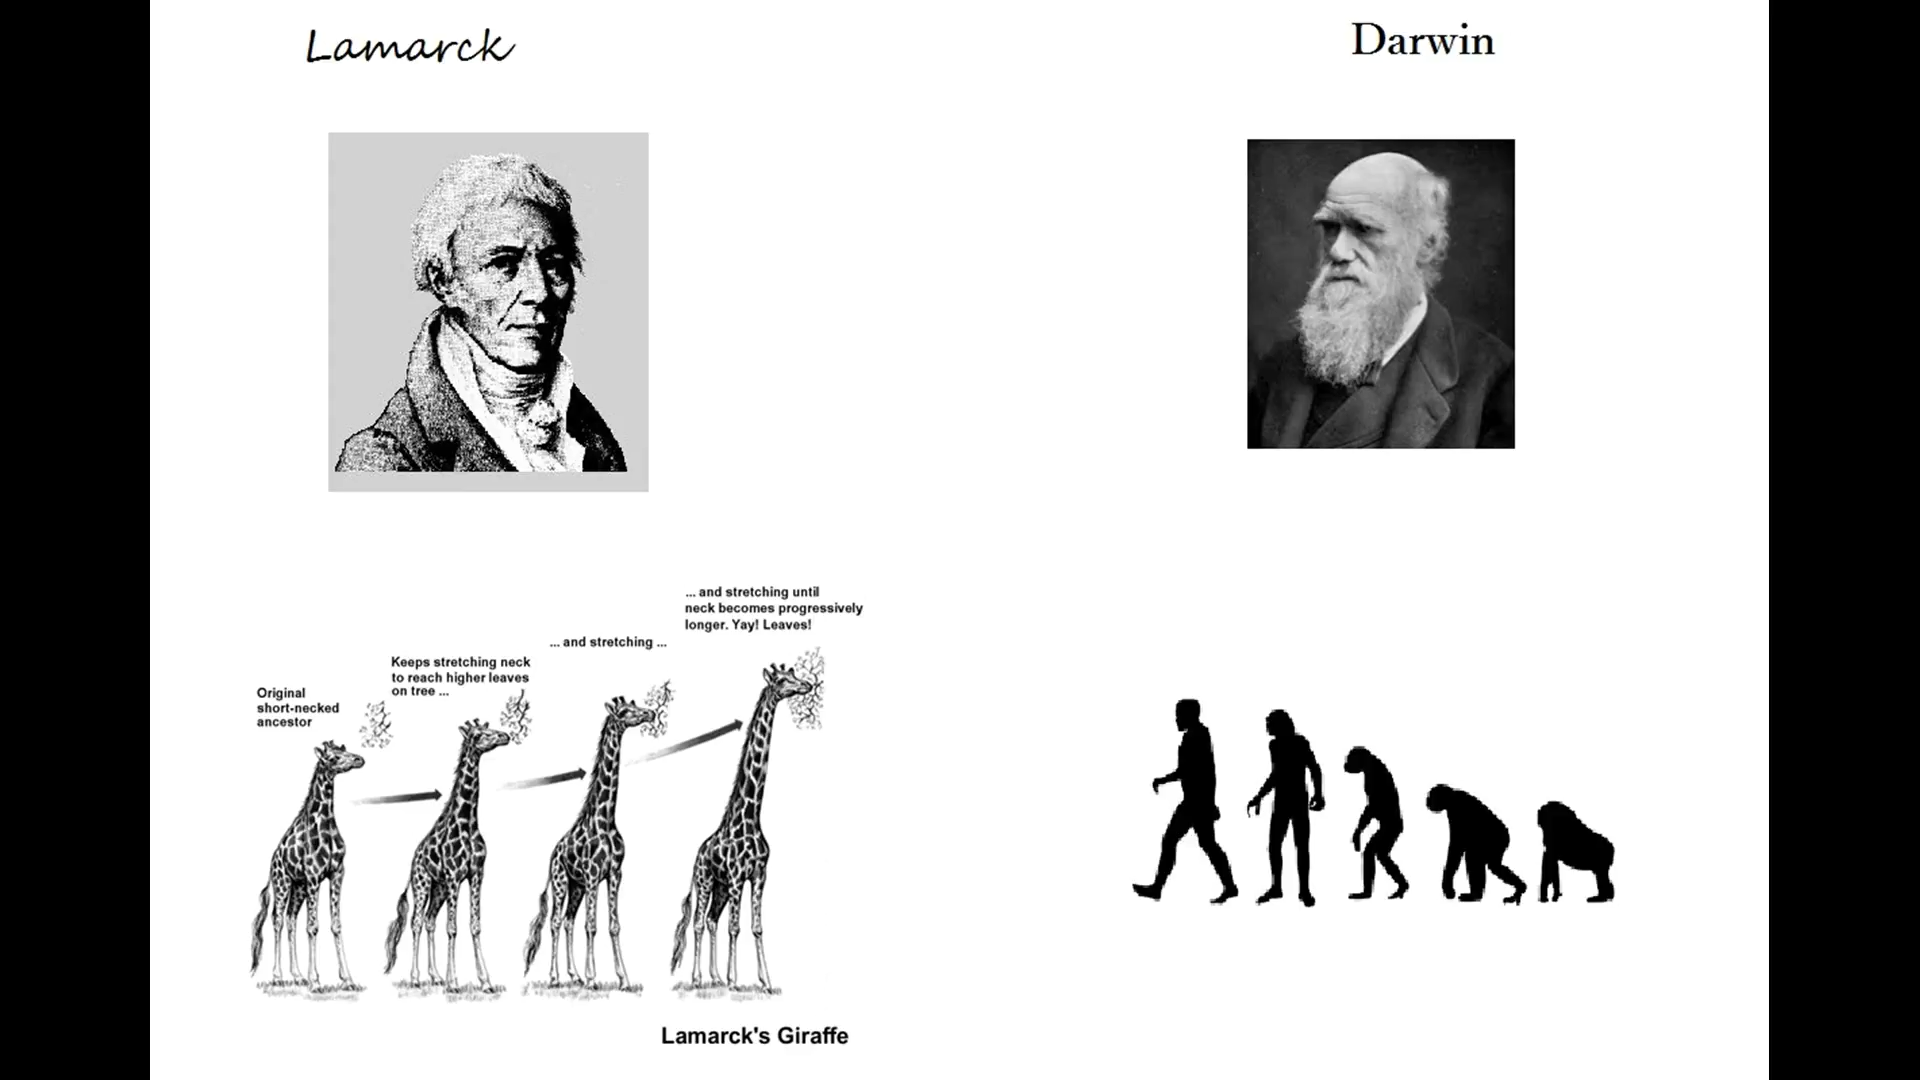 Lamarck
Darwin
... and stretching until
neck becomes progressively
longer. Yay! Leaves!
... and stretching ...
Keeps stretching neck
to reach higher leaves
on tree ...
Original
short-necked
ancestor
Lamarck's Giraffe